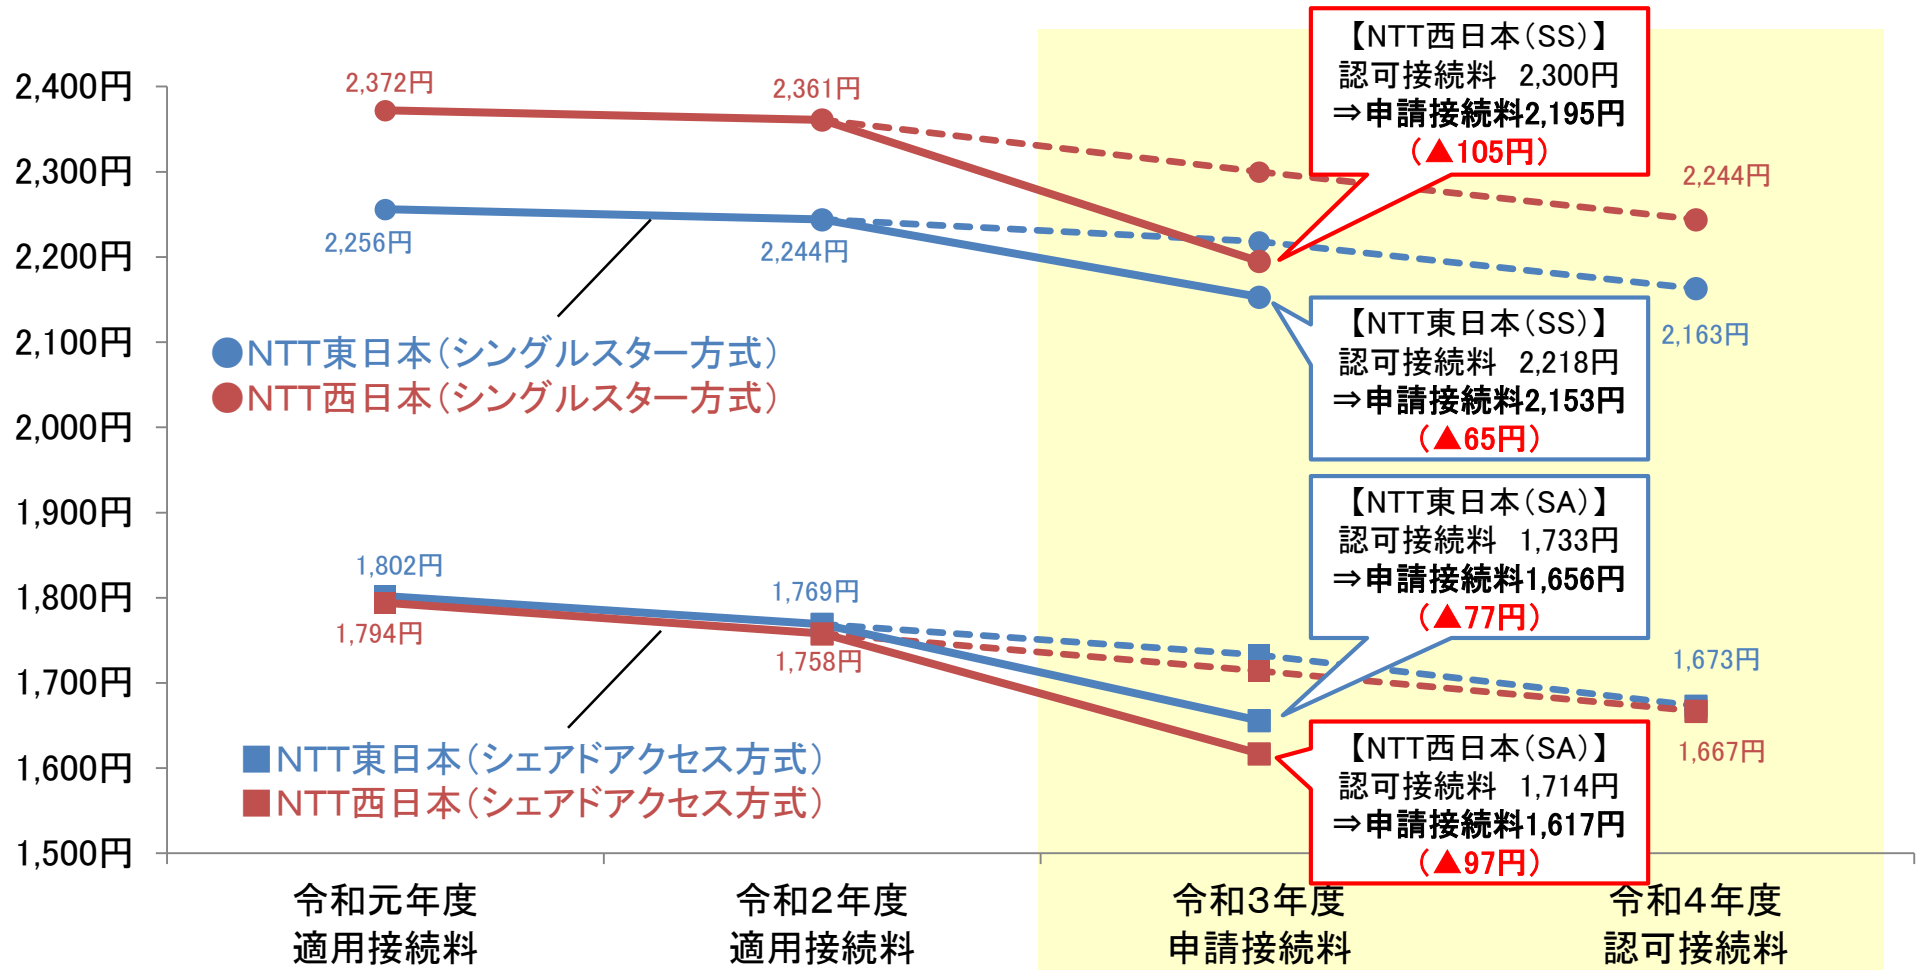 2,400円
2,300円
2,200円
2,100円
2,000円
1,900円
1,800円
1,700円
1,600円
1,500円
2,372円
2,361円
2,244円
2,256円
2,244円
2,163円
●NTT東日本（シングルスター方式）
●NTT西日本（シングルスター方式）
【NTT西日本（SS）】
認可接続料　2,300円
⇒申請接続料2,195円
（▲105円）
【NTT東日本（SS）】
認可接続料　2,218円
⇒申請接続料2,153円
（▲65円）
1,802円
1,769円
1,794円
1,758円
1,673円
1,667円
■NTT東日本（シェアドアクセス方式）
■NTT西日本（シェアドアクセス方式）
【NTT東日本（SA）】
認可接続料　1,733円
⇒申請接続料1,656円
（▲77円）
【NTT西日本（SA）】
認可接続料　1,714円
⇒申請接続料1,617円
（▲97円）
令和元年度
適用接続料
令和２年度
適用接続料
令和３年度
申請接続料
令和４年度
認可接続料